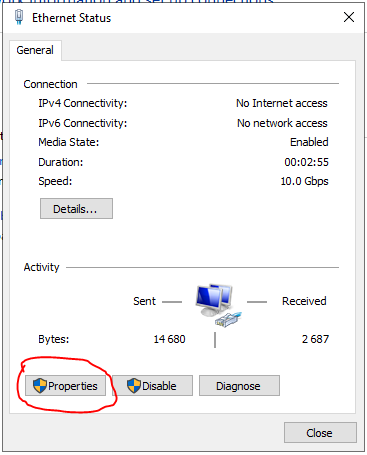 Ethernet Status
General
Connection
IPv4 Connectivity: No Internet access
IPv6 Connectivity: No network access
Media State: Enabled
Duration: 00:02:55
Speed: 10.0 Gbps
Details...
Activity
Sent Received
Bytes: 14 680 2 687
Properties Disable Diagnose
Close